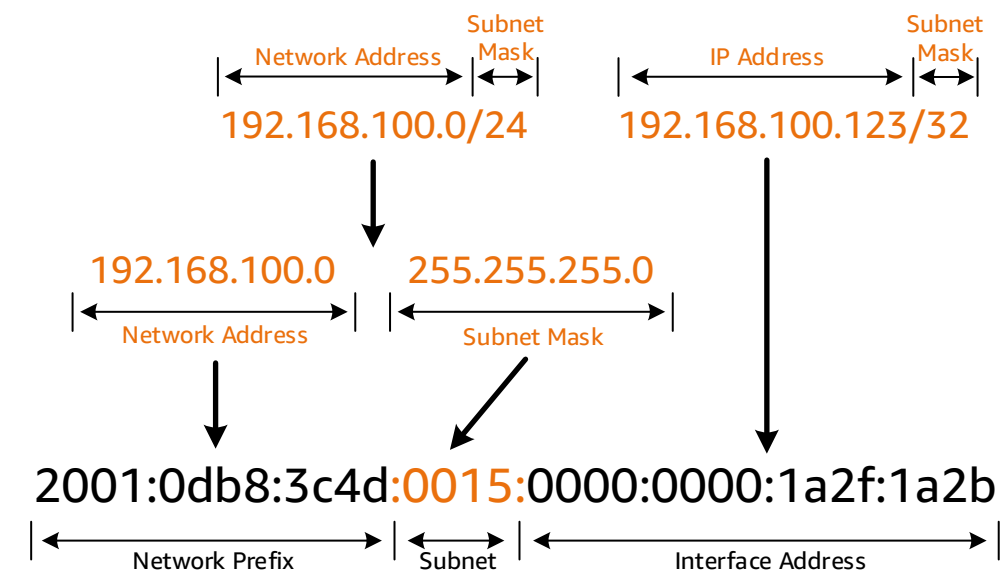 Subnet
Mask
Subnet
Mask
Network Address
IP Address
192.168.100.0/24
192.168.100.123/32
192.168.100.0
255.255.255.0
Network Address
Subnet Mask
2001:0db8:3c4d:0015:0000:0000:1a2f:1a2b
Network Prefix
Subnet
Interface Address